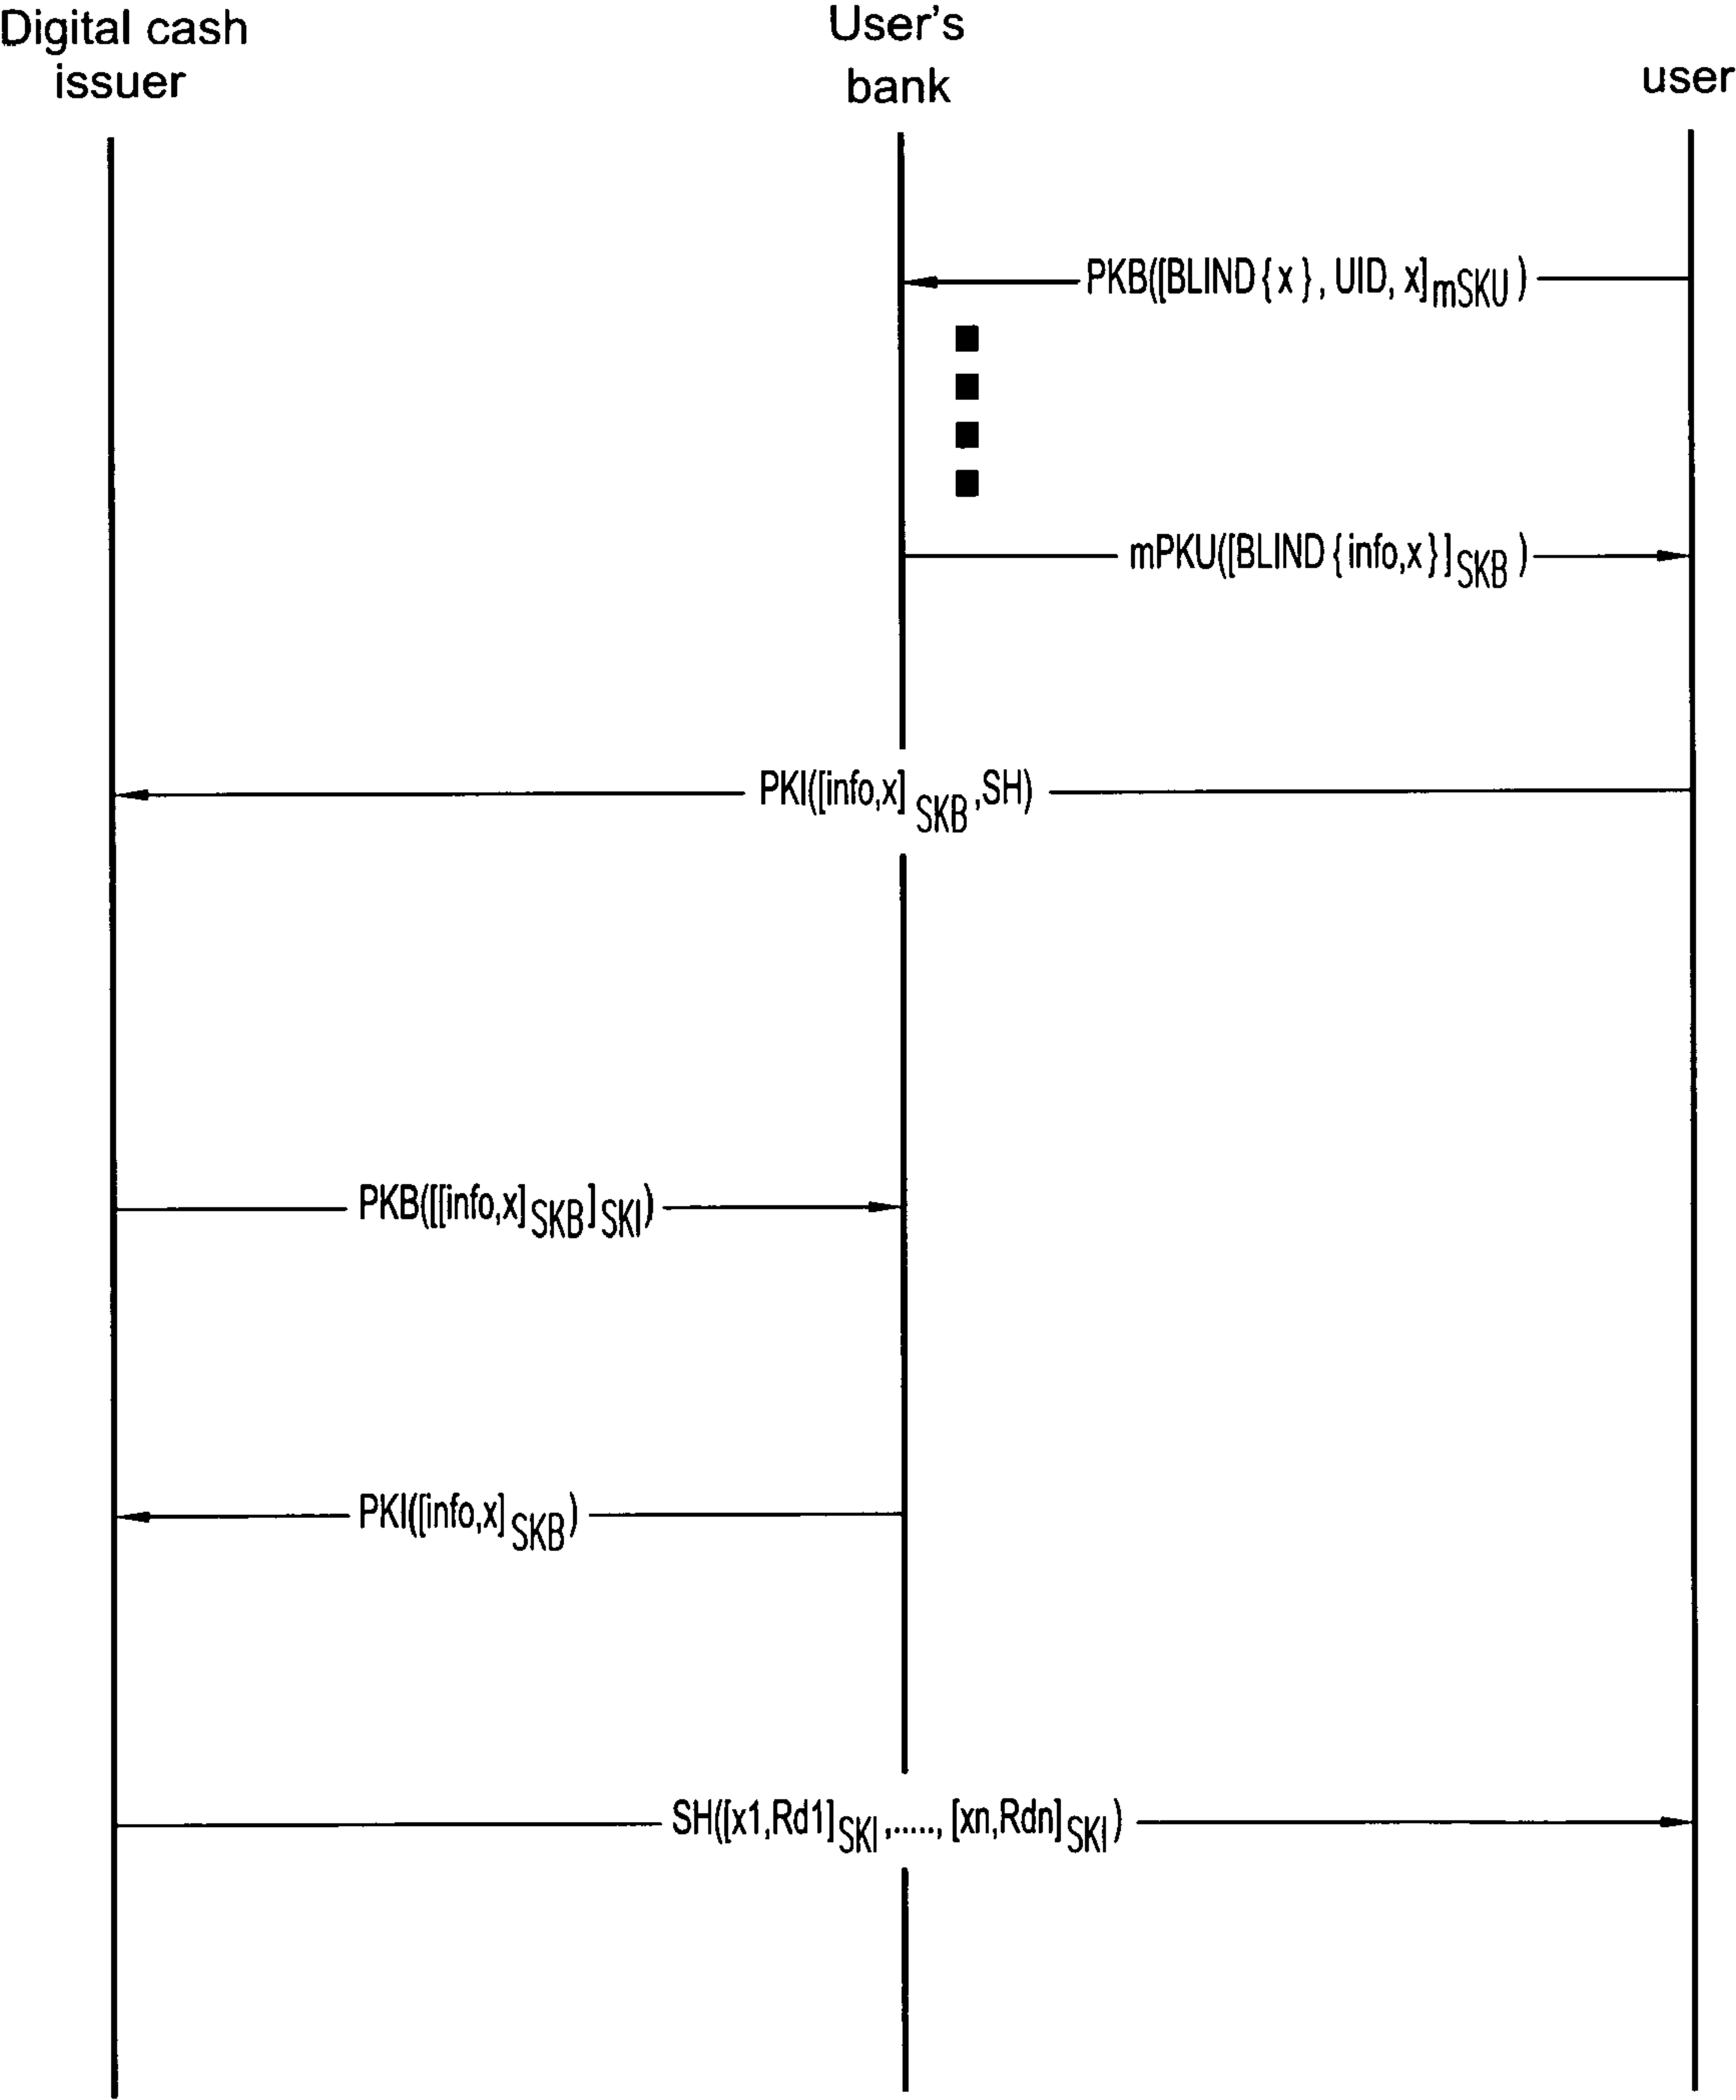 Digital cash
issuer
User's
bank
user
PKB([BLIND{x}, UID, x]mSKU)
mPKU([BLIND{info,x}]SKB)
PKI([info,x]SKB,SH)
PKB([[info,x]SKB]SKI)
PKI([info,x]SKB)
SH([x1,Rd1]SKI,....., [xn,Rdn]SKI)